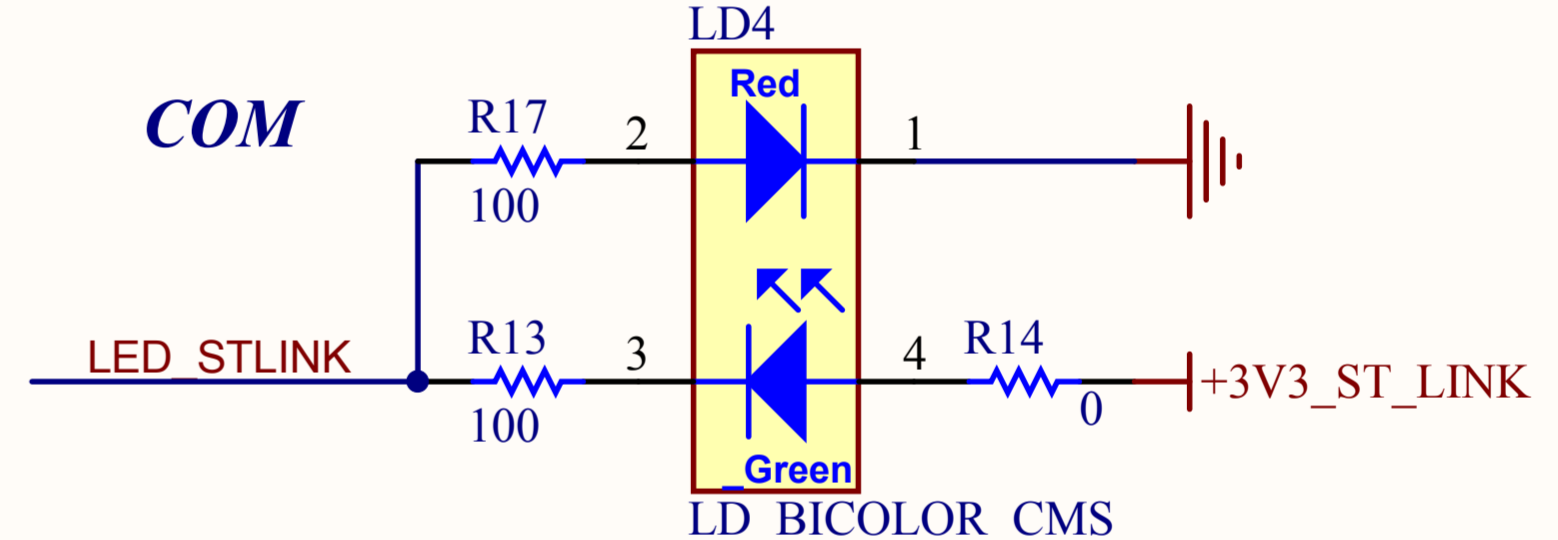 LD4
Red
COM
R17
2
1
100
LED_STLINK
R13
3
4
R14
+3V3_ST_LINK
100
0
_Green
LD BICOLOR CMS